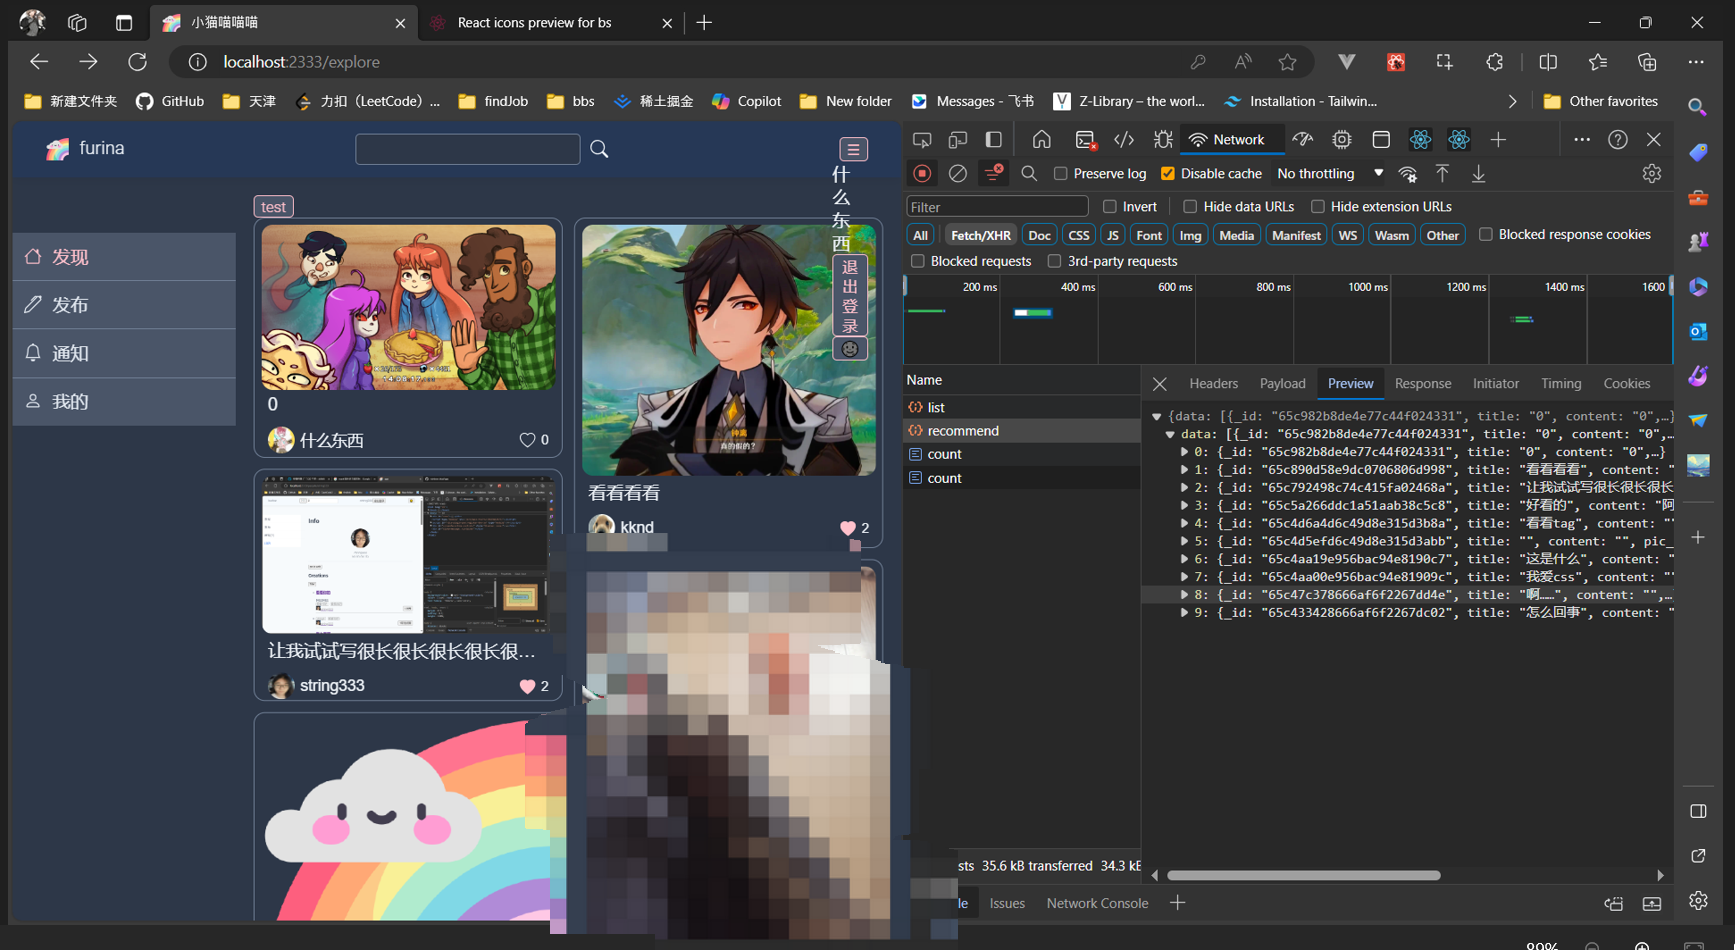 小猫喵喵喵
React icons preview for bs
localhost:2333/explore
新建文件夹
GitHub
天津
力扣 (LeetCode) ...
findJob
bbs
稀土掘金
Copilot
New folder
Messages - 飞书
Z-Library – the worl...
Installation - Tailwin...
Other favorites
furina
什么东西
退出登录
test
发现
发布
通知
我的
0
什么东西
0
看看看看
kknd
2
让我试试写很长很长很长很长很...
string333
2
Network
Preserve log
Disable cache
No throttling
Filter
Invert
Hide data URLs
Hide extension URLs
All
Fetch/XHR
Doc
CSS
JS
Font
Img
Media
Manifest
WS
Wasm
Other
Blocked response cookies
Blocked requests
3rd-party requests
200 ms
400 ms
600 ms
800 ms
1000 ms
1200 ms
1400 ms
1600
Name
Headers
Payload
Preview
Response
Initiator
Timing
Cookies
list
recommend
count
count
{data: [{_id: "65c982b8de4e77c44f024331", title: "0", content: "0",…}
data: [{_id: "65c982b8de4e77c44f024331", title: "0", content: "0",…
0: {_id: "65c982b8de4e77c44f024331", title: "0", content: "0",…}
1: {_id: "65c890d58e9dc0706806d998", title: "看看看看", content: "
2: {_id: "65c792498c74c415fa02468a", title: "让我试试写很长很长很长
3: {_id: "65c5a266ddc1a51aab38c5c8", title: "好看的", content: "阿
4: {_id: "65c4d6a4d6c49d8e315d3b8a", title: "看看tag", content: ""
5: {_id: "65c4d5efd6c49d8e315d3abb", title: "", content: "", pic_
6: {_id: "65c4aa19e956bac94e8190c7", title: "这是什么", content: "
7: {_id: "65c4aa00e956bac94e81909c", title: "我爱css", content: ""
8: {_id: "65c47c378666af6f2267dd4e", title: "啊……", content: "",…
9: {_id: "65c433428666af6f2267dc02", title: "怎么回事", content: "
sts 35.6 kB transferred 34.3 kE
le
Issues
Network Console
89%